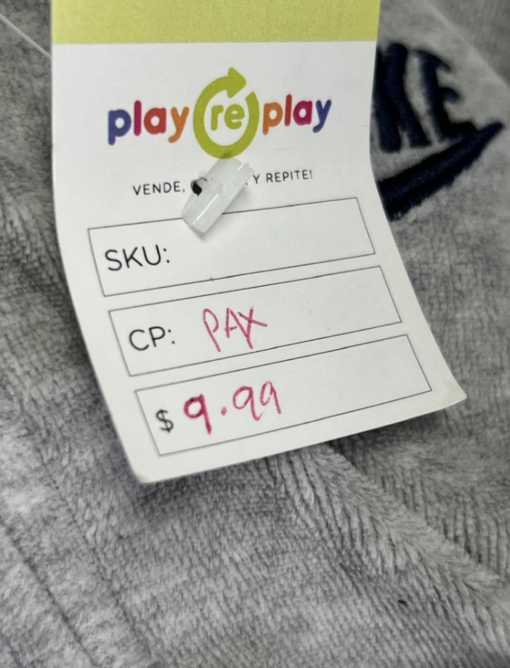 play re play
VENDE, Y REPITE!
SKU:
CP: PAX
$ 9.99